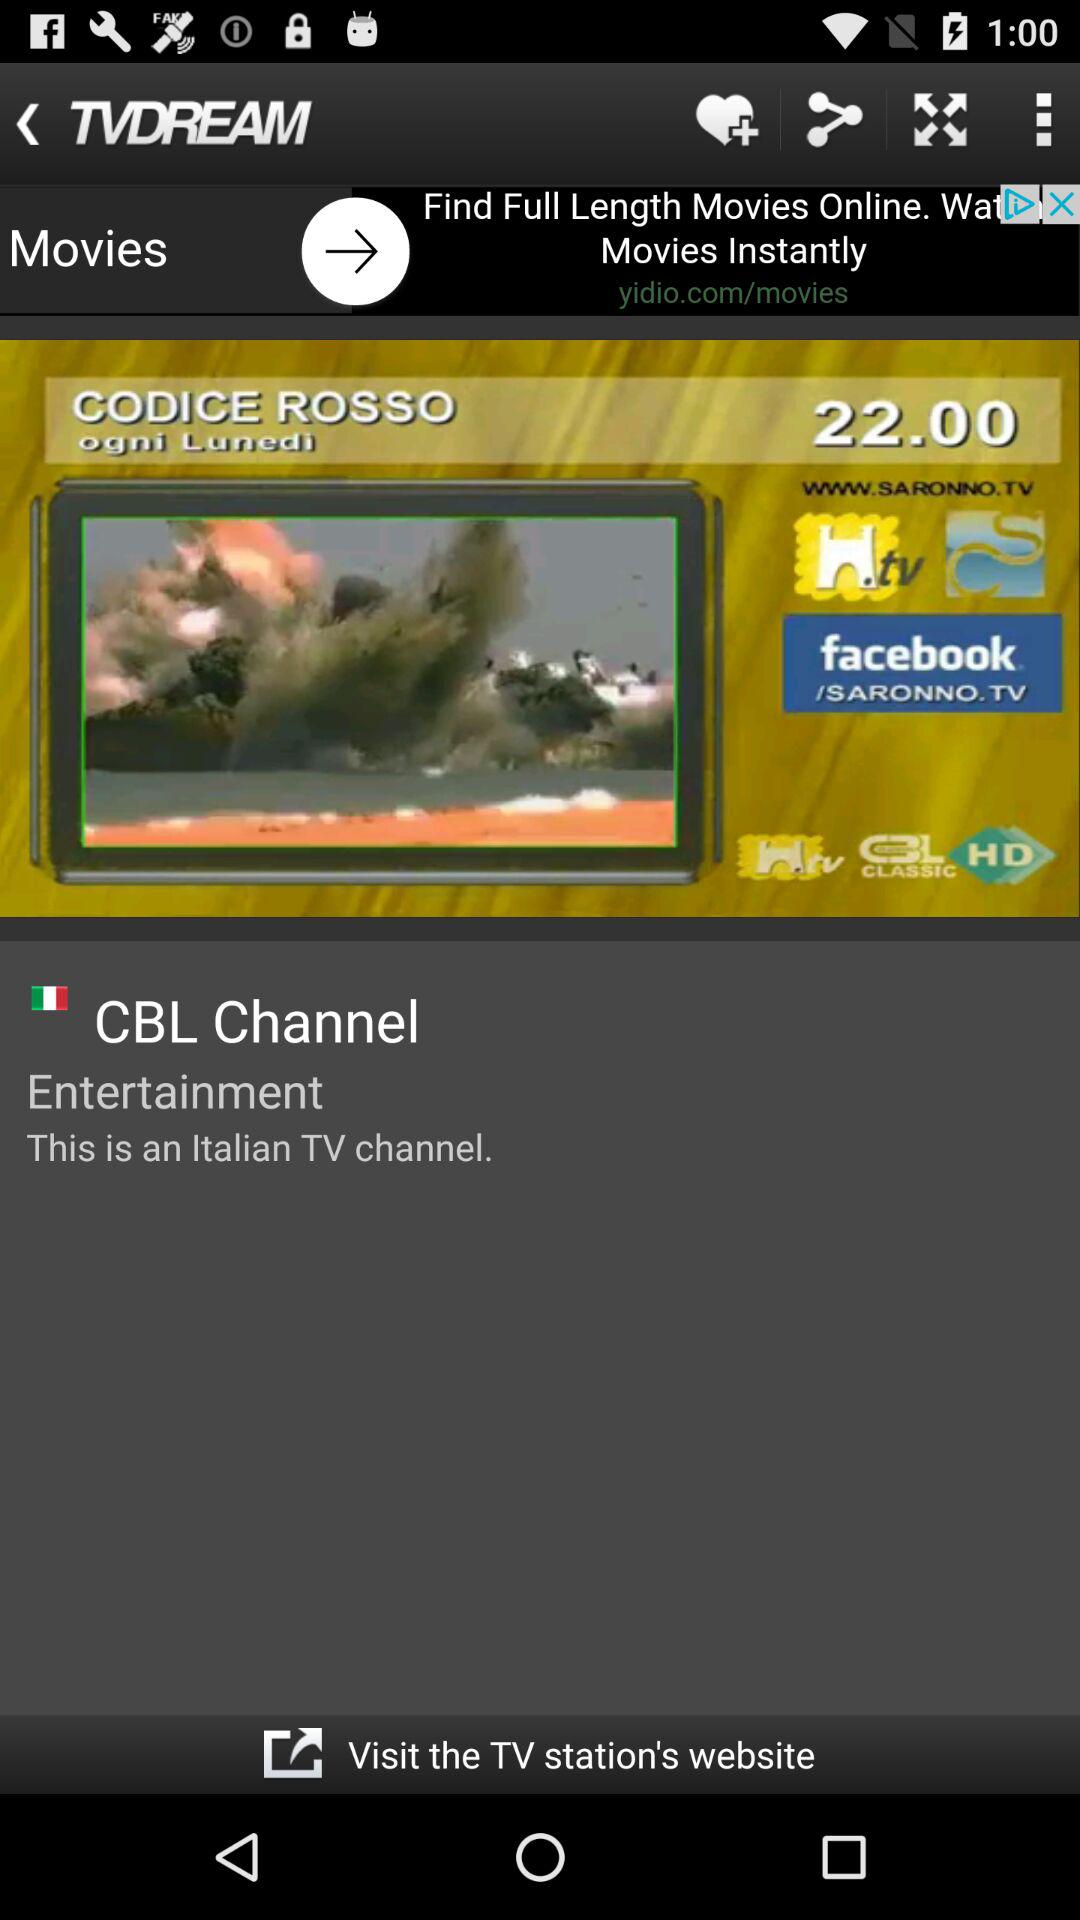 FAKE
1:00
TVDREAM
Movies
Find Full Length Movies Online. Wat
Movies Instantly
yidio.com/movies
CODICE ROSSO
ogni Lunedì
22.00
WWW.SARONNO.TV
H.tv
CS
facebook
/SARONNO.TV
H.tv
CBL
CLASSIC
HD
CBL Channel
Entertainment
This is an Italian TV channel.
Visit the TV station's website